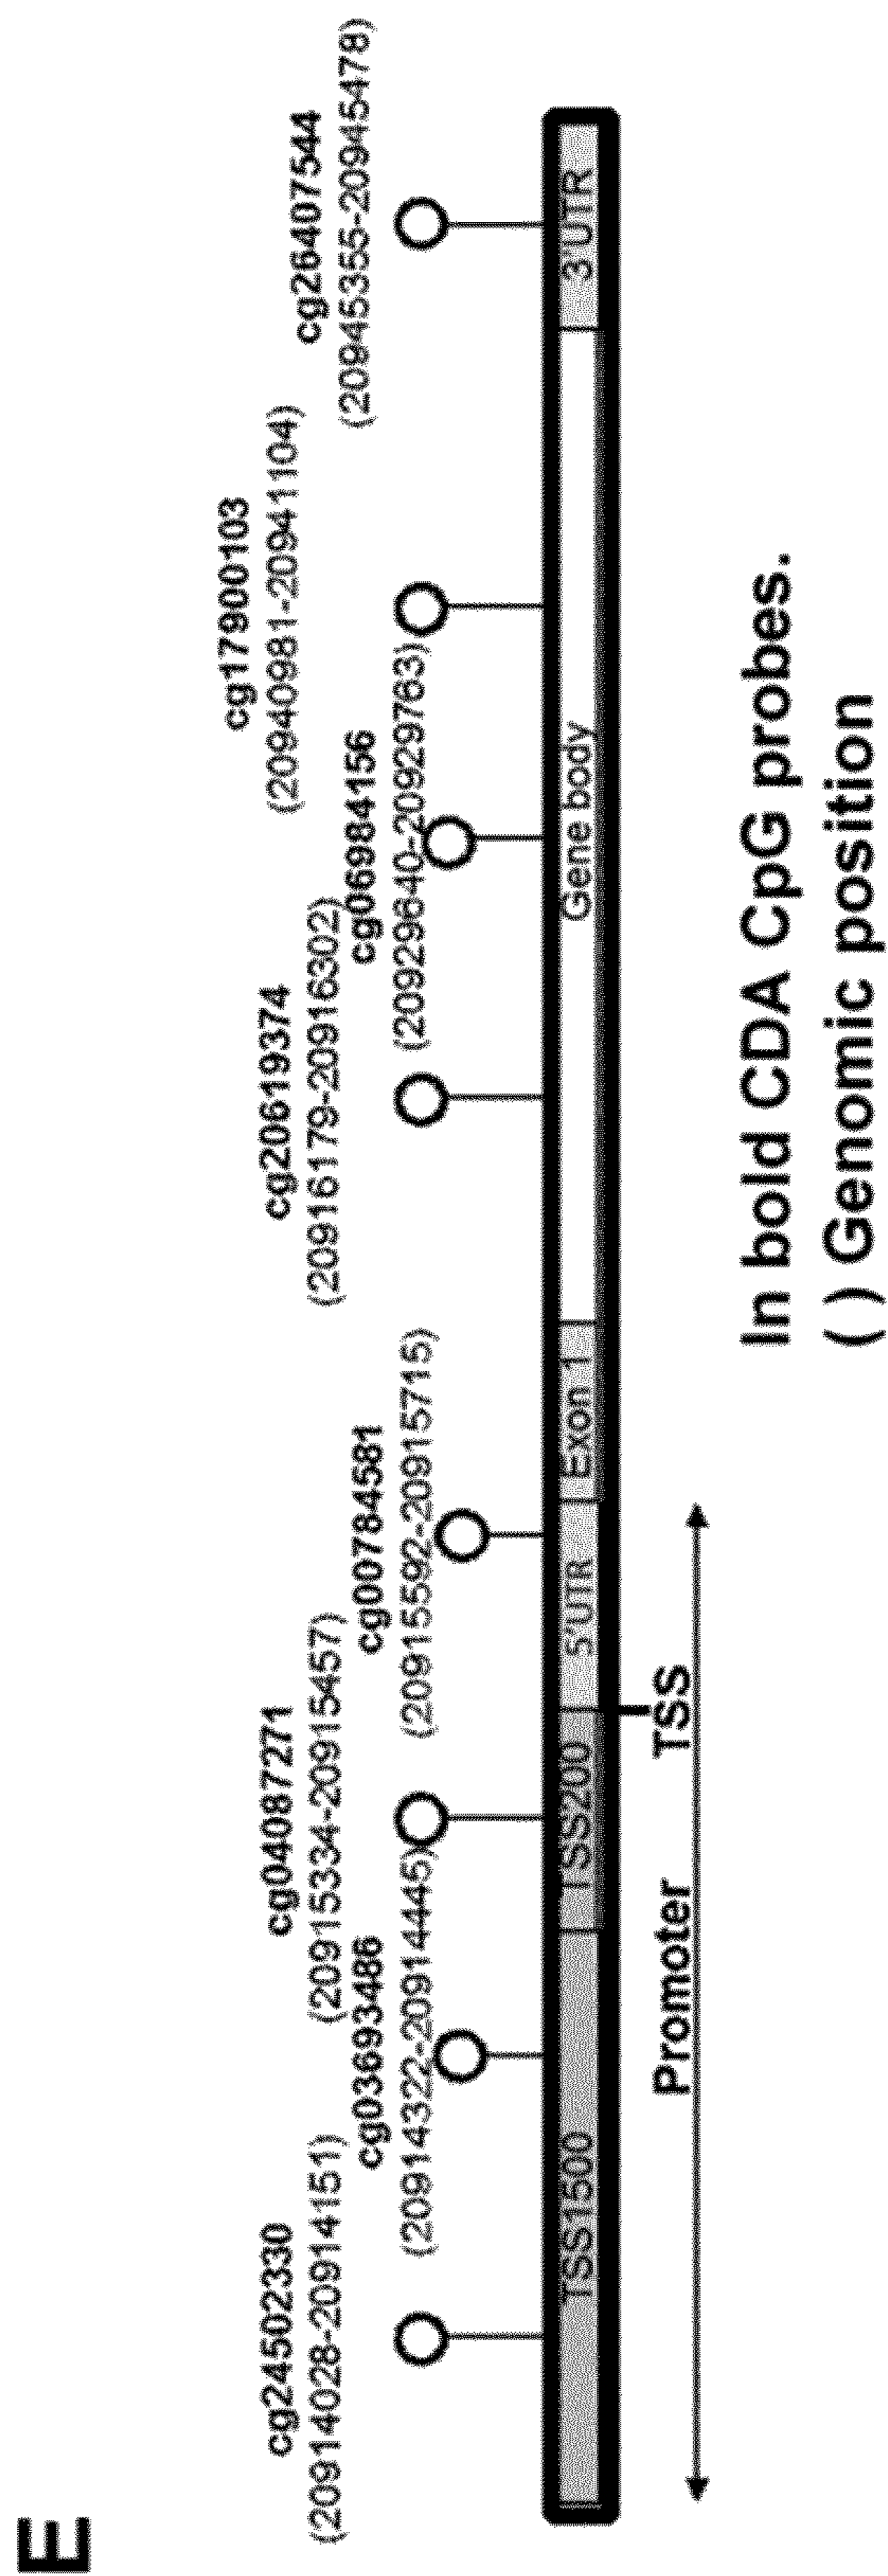 E
cg24502330
(20914028-20914151)
cg03693486
(20914322-20914445)
cg04087271
(20915334-20915457)
cg00784581
(20915592-20915715)
cg20619374
(20916179-20916302)
cg06984156
(20929640-20929763)
cg17900103
(20940981-20941104)
cg26407544
(20945355-20945478)
TSS1500
TSS200
5'UTR
Exon 1
Gene body
3'UTR
Promoter
TSS
In bold CDA CpG probes.
( ) Genomic position